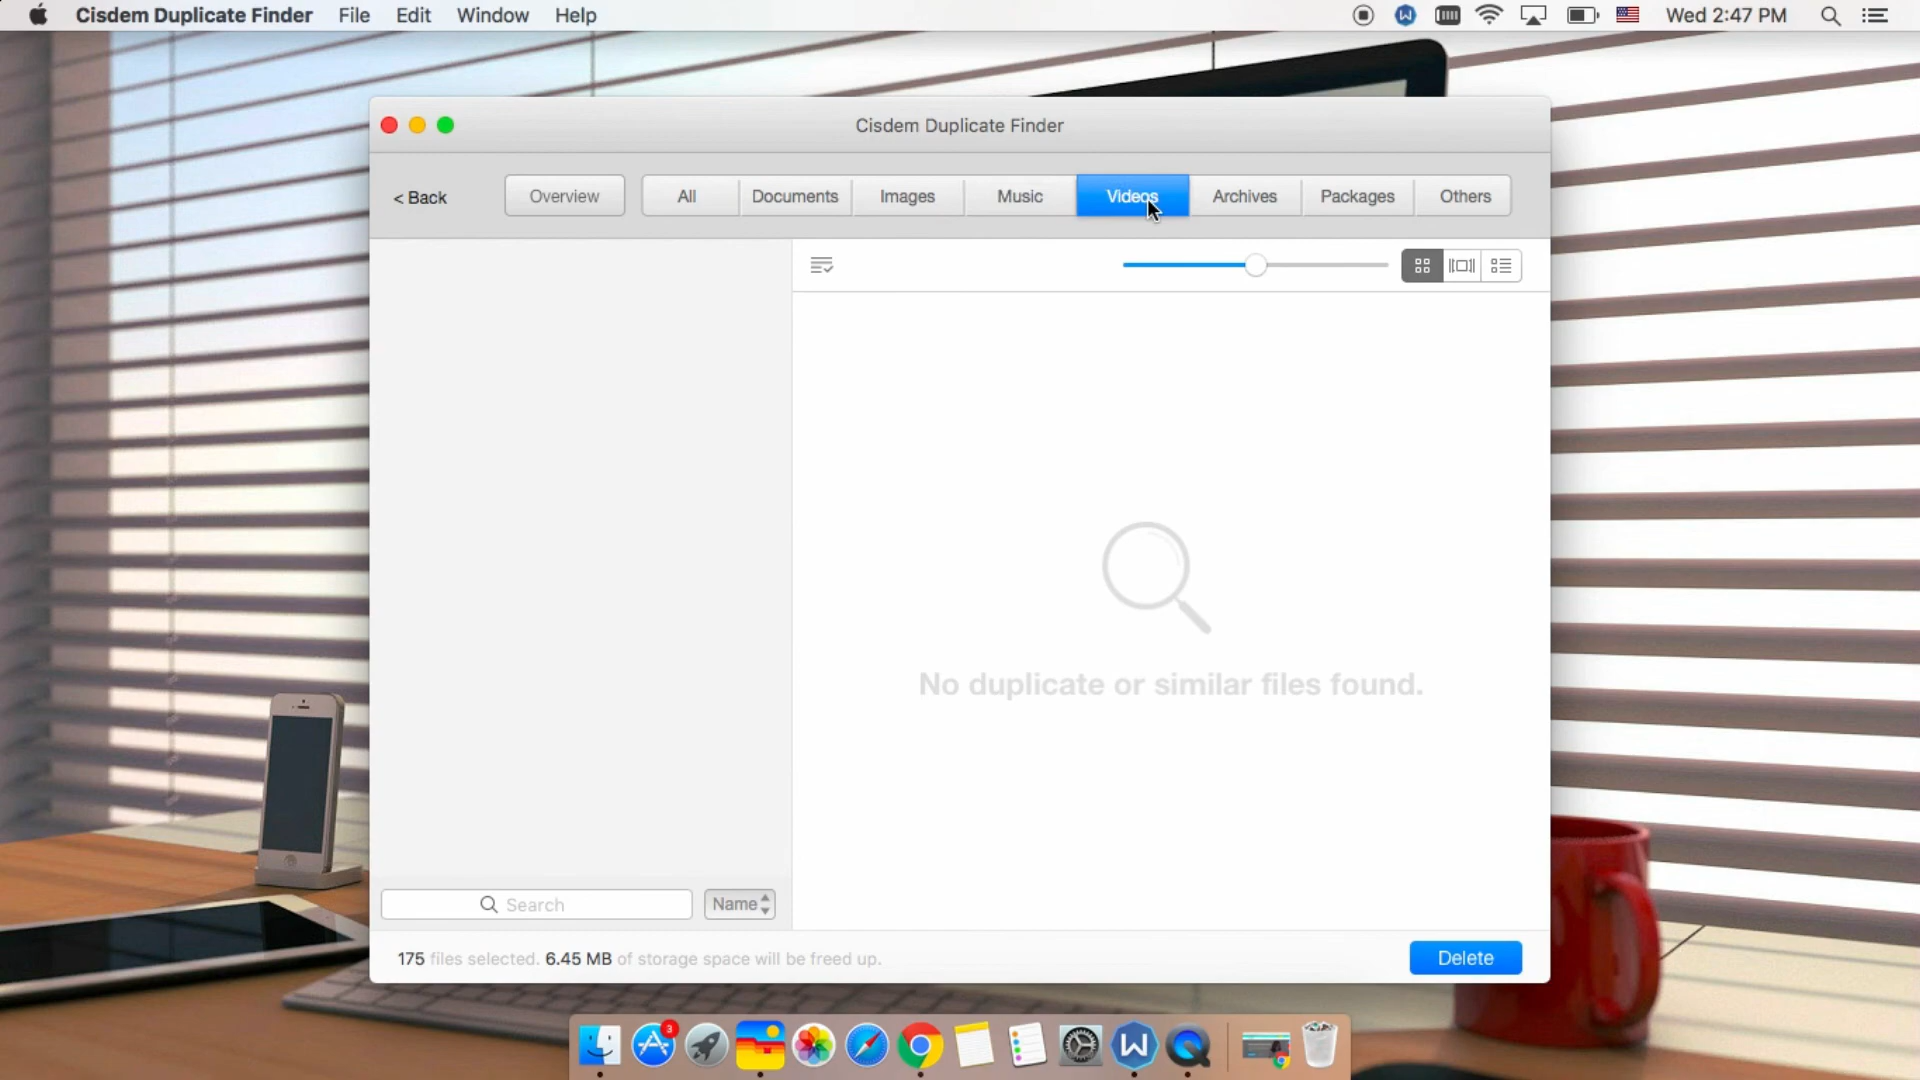 Cisdem Duplicate Finder File Edit Window Help Wed 2:47 PM
Cisdem Duplicate Finder
< Back Overview All Documents Images Music Videos Archives Packages Others
No duplicate or similar files found.
Search Name
175 files selected. 6.45 MB of storage space will be freed up. Delete
3